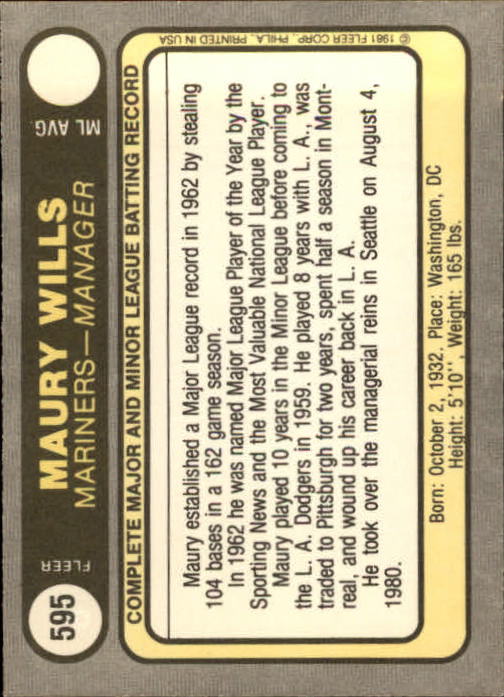 595
FLEER
MAURY WILLS
MARINERS—MANAGER
ML AVG.
COMPLETE MAJOR AND MINOR LEAGUE BATTING RECORD
Maury established a Major League record in 1962 by stealing
104 bases in a 162 game season.
In 1962 he was named Major League Player of the Year by the
Sporting News and the Most Valuable National League Player.
Maury played 10 years in the Minor League before coming to
the L. A. Dodgers in 1959. He played 8 years with L. A., was
traded to Pittsburgh for two years, spent half a season in Mont-
real, and wound up his career back in L. A.
He took over the managerial reins in Seattle on August 4,
1980.
Born: October 2, 1932. Place: Washington, DC
Height: 5'10'', Weight: 165 lbs.
© 1981 FLEER CORP., PHILA., PRINTED IN USA